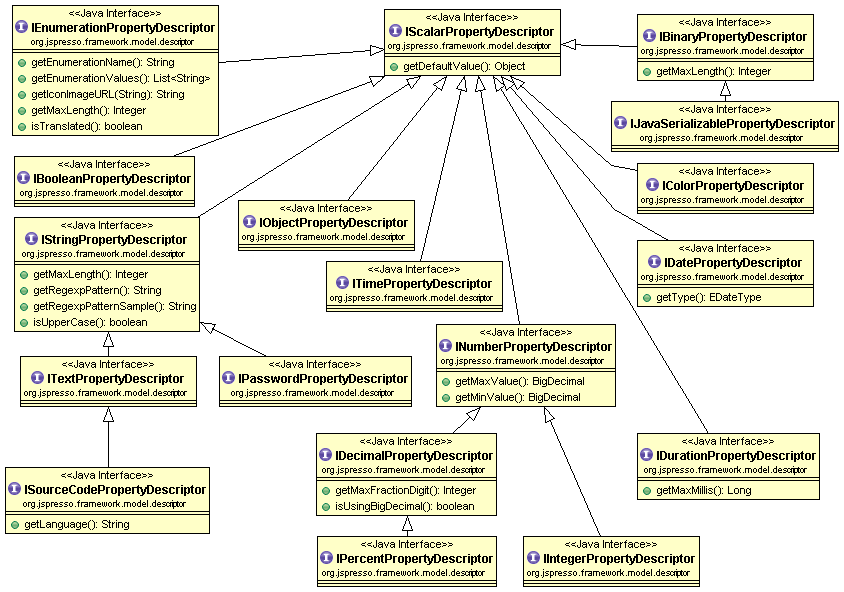 <<Java Interface>>
IEnumerationPropertyDescriptor
org.jspresso.framework.model.descriptor
getEnumerationName(): String
getEnumerationValues(): List<String>
getIconImageURL(String): String
getMaxLength(): Integer
isTranslated(): boolean
<<Java Interface>>
IScalarPropertyDescriptor
org.jspresso.framework.model.descriptor
getDefaultValue(): Object
<<Java Interface>>
IBinaryPropertyDescriptor
org.jspresso.framework.model.descriptor
getMaxLength(): Integer
<<Java Interface>>
IJavaSerializablePropertyDescriptor
org.jspresso.framework.model.descriptor
<<Java Interface>>
IBooleanPropertyDescriptor
org.jspresso.framework.model.descriptor
<<Java Interface>>
IColorPropertyDescriptor
org.jspresso.framework.model.descriptor
<<Java Interface>>
IObjectPropertyDescriptor
org.jspresso.framework.model.descriptor
<<Java Interface>>
IStringPropertyDescriptor
org.jspresso.framework.model.descriptor
getMaxLength(): Integer
getRegexpPattern(): String
getRegexpPatternSample(): String
isUpperCase(): boolean
<<Java Interface>>
IDatePropertyDescriptor
org.jspresso.framework.model.descriptor
getType(): EDateType
<<Java Interface>>
ITimePropertyDescriptor
org.jspresso.framework.model.descriptor
<<Java Interface>>
INumberPropertyDescriptor
org.jspresso.framework.model.descriptor
getMaxValue(): BigDecimal
getMinValue(): BigDecimal
<<Java Interface>>
ITextPropertyDescriptor
org.jspresso.framework.model.descriptor
<<Java Interface>>
IPasswordPropertyDescriptor
org.jspresso.framework.model.descriptor
<<Java Interface>>
IDecimalPropertyDescriptor
org.jspresso.framework.model.descriptor
getMaxFractionDigit(): Integer
isUsingBigDecimal(): boolean
<<Java Interface>>
IDurationPropertyDescriptor
org.jspresso.framework.model.descriptor
getMaxMillis(): Long
<<Java Interface>>
ISourceCodePropertyDescriptor
org.jspresso.framework.model.descriptor
getLanguage(): String
<<Java Interface>>
IPercentPropertyDescriptor
org.jspresso.framework.model.descriptor
<<Java Interface>>
IIntegerPropertyDescriptor
org.jspresso.framework.model.descriptor